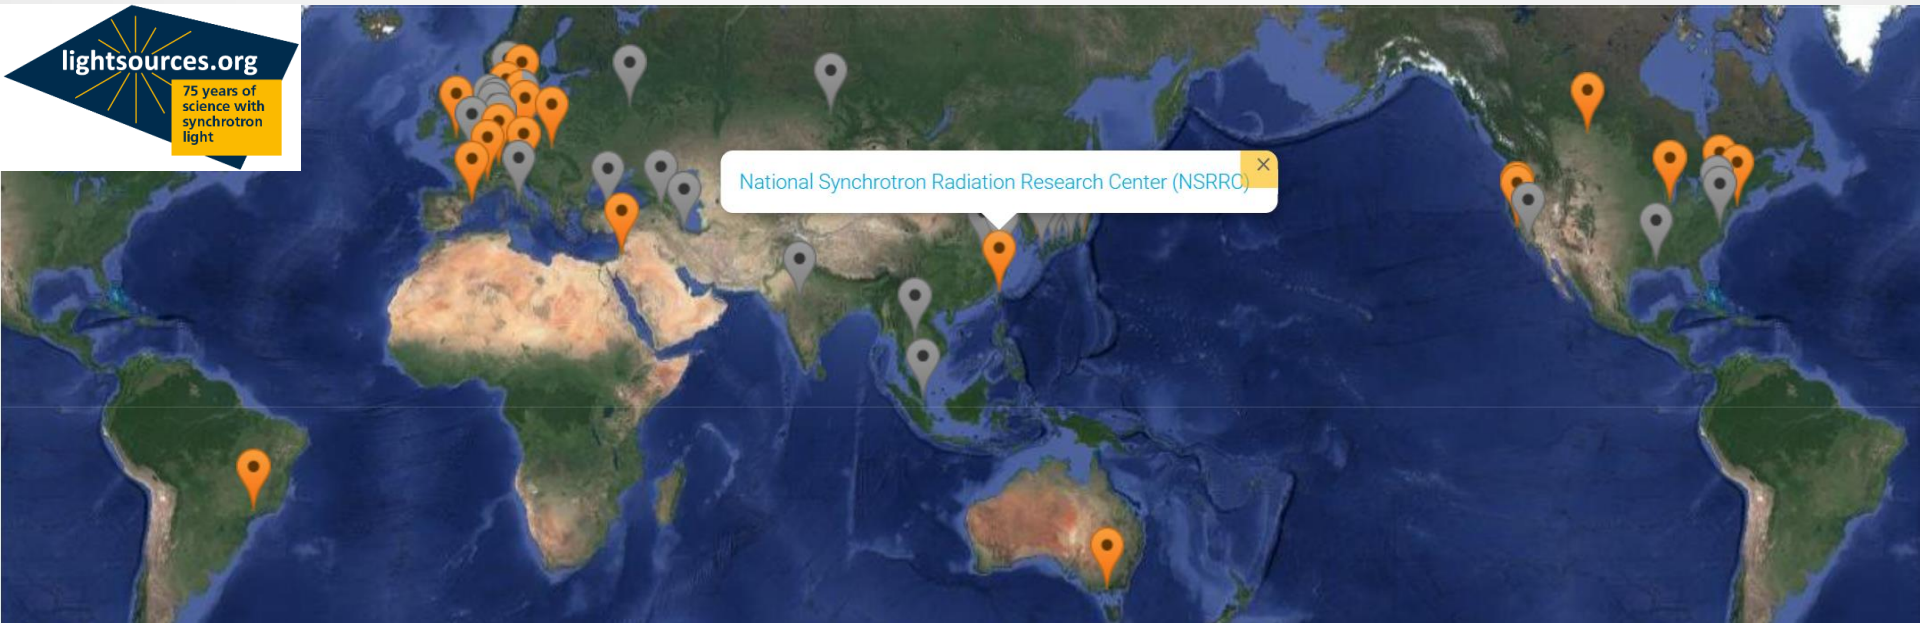 lightsources.org
75 years of
science with
synchrotron
light
National Synchrotron Radiation Research Center (NSRRC)
×